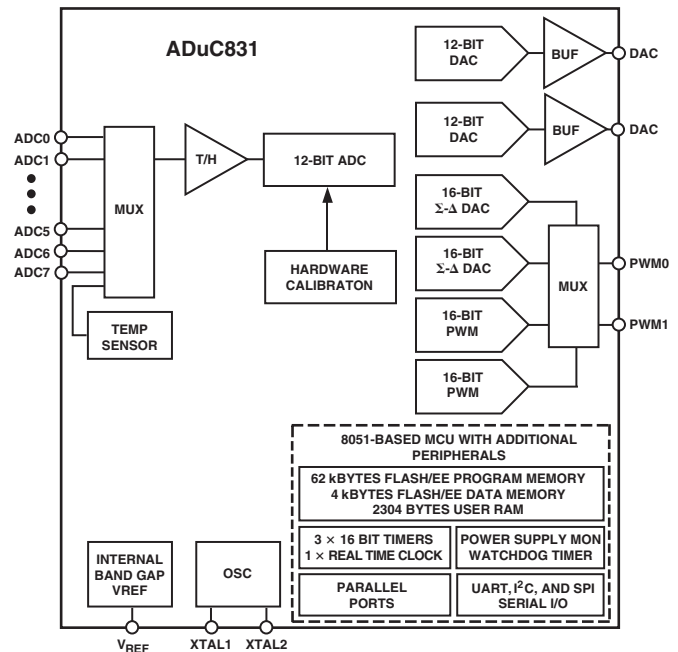 ADuC831
12-BIT
DAC
BUF
DAC
12-BIT
DAC
BUF
DAC
ADC0
ADC1
ADC5
ADC6
ADC7
MUX
T/H
12-BIT ADC
HARDWARE
CALIBRATON
TEMP
SENSOR
16-BIT
Σ-Δ DAC
16-BIT
Σ-Δ DAC
16-BIT
PWM
16-BIT
PWM
MUX
PWM0
PWM1
8051-BASED MCU WITH ADDITIONAL
PERIPHERALS
62 kBYTES FLASH/EE PROGRAM MEMORY
4 kBYTES FLASH/EE DATA MEMORY
2304 BYTES USER RAM
3 × 16 BIT TIMERS
1 × REAL TIME CLOCK
POWER SUPPLY MON
WATCHDOG TIMER
PARALLEL
PORTS
UART, I²C, AND SPI
SERIAL I/O
INTERNAL
BAND GAP
VREF
OSC
VREF
XTAL1
XTAL2